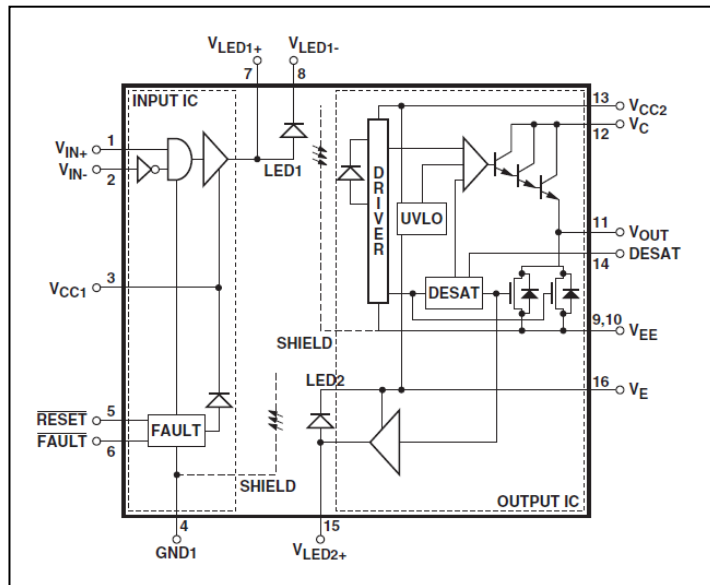 VLED1+ VLED1-
7 8
INPUT IC
13 VCC2
12 VC
VIN+ 1
VIN- 2
LED1
DRIVER
UVLO
11 VOUT
DESAT
14
VCC1 3
DESAT
SHIELD
9,10 VEE
LED2
16 VE
RESET 5
FAULT 6
FAULT
SHIELD
OUTPUT IC
4 15
GND1 VLED2+